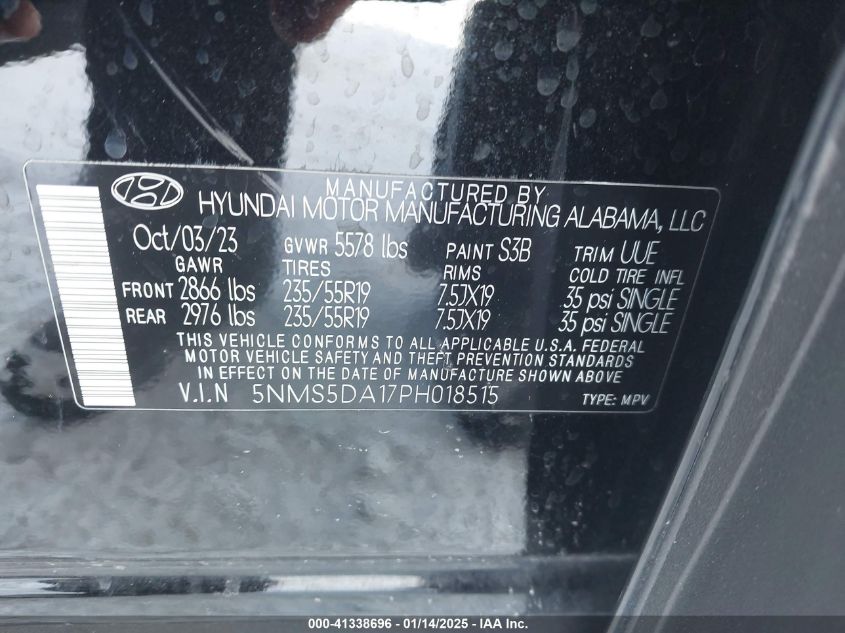 MANUFACTURED BY
HYUNDAI MOTOR MANUFACTURING ALABAMA, LLC
Oct/03/23 GVWR 5578 lbs PAINT S3B TRIM UUE
GAWR TIRES RIMS COLD TIRE INFL
FRONT 2866 lbs 235/55R19 7.5JX19 35 psi SINGLE
REAR 2976 lbs 235/55R19 7.5JX19 35 psi SINGLE
THIS VEHICLE CONFORMS TO ALL APPLICABLE U.S.A. FEDERAL
MOTOR VEHICLE SAFETY AND THEFT PREVENTION STANDARDS
IN EFFECT ON THE DATE OF MANUFACTURE SHOWN ABOVE
V.I.N 5NMS5DA17PH018515 TYPE: MPV
000-41338696 - 01/14/2025 - IAA Inc.